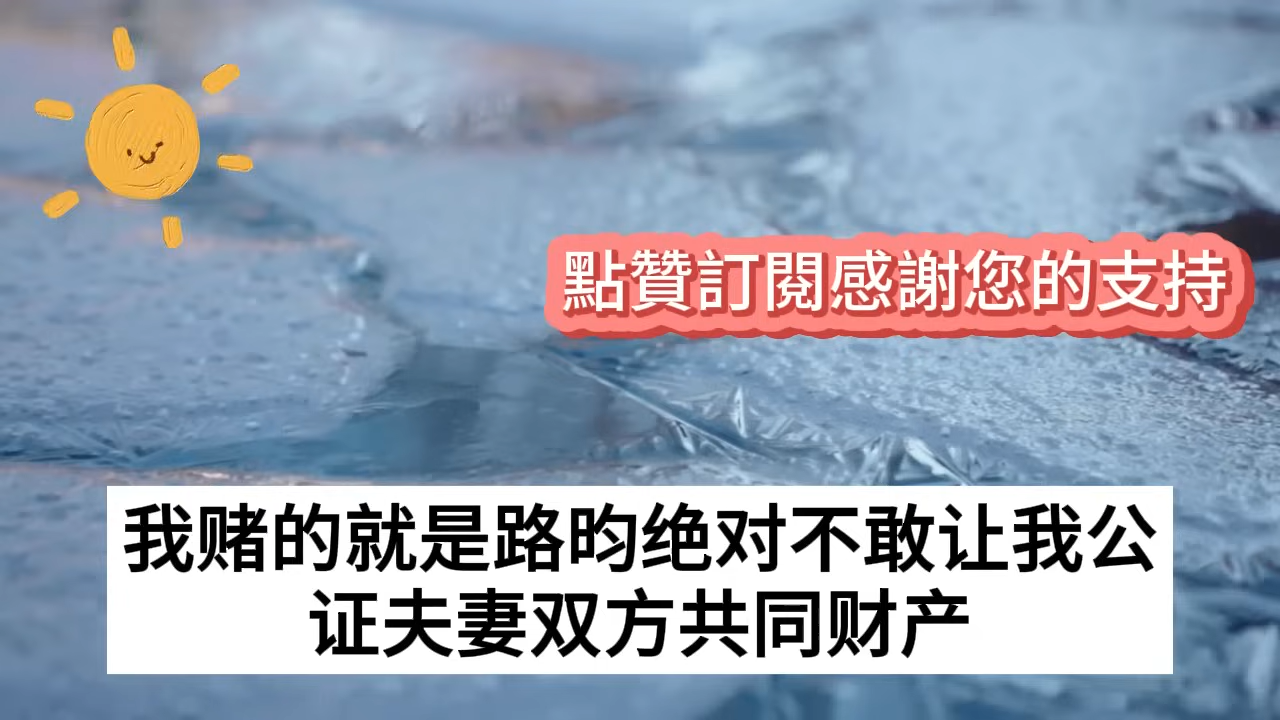 點贊訂閱感謝您的支持
我赌的就是路昀绝对不敢让我公
证夫妻双方共同财产